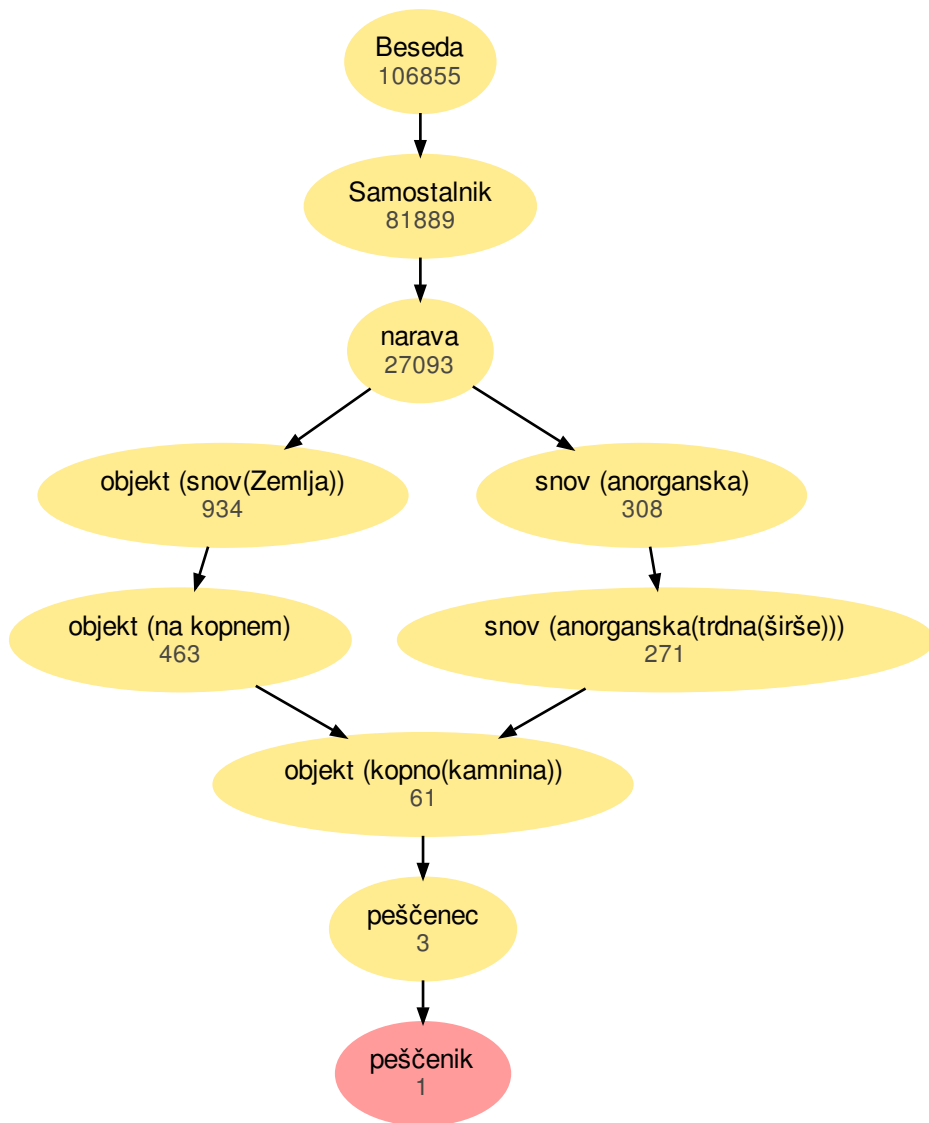 Beseda
106855
Samostalnik
81889
narava
27093
objekt (snov(Zemlja))
934
snov (anorganska)
308
objekt (na kopnem)
463
snov (anorganska(trdna(širše)))
271
objekt (kopno(kamnina))
61
peščenec
3
peščenik
1